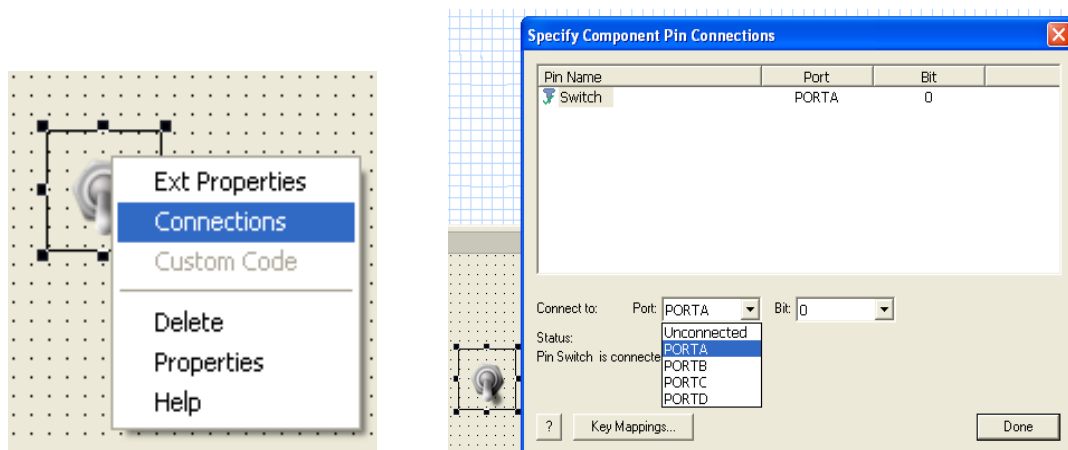 Ext Properties
Connections
Custom Code
Delete
Properties
Help
Specify Component Pin Connections
Pin Name Port Bit
Switch PORTA 0
Connect to: Port: PORTA Bit: 0
Unconnected
PORTA
PORTB
PORTC
PORTD
Status:
Pin Switch is connecte
? Key Mappings... Done